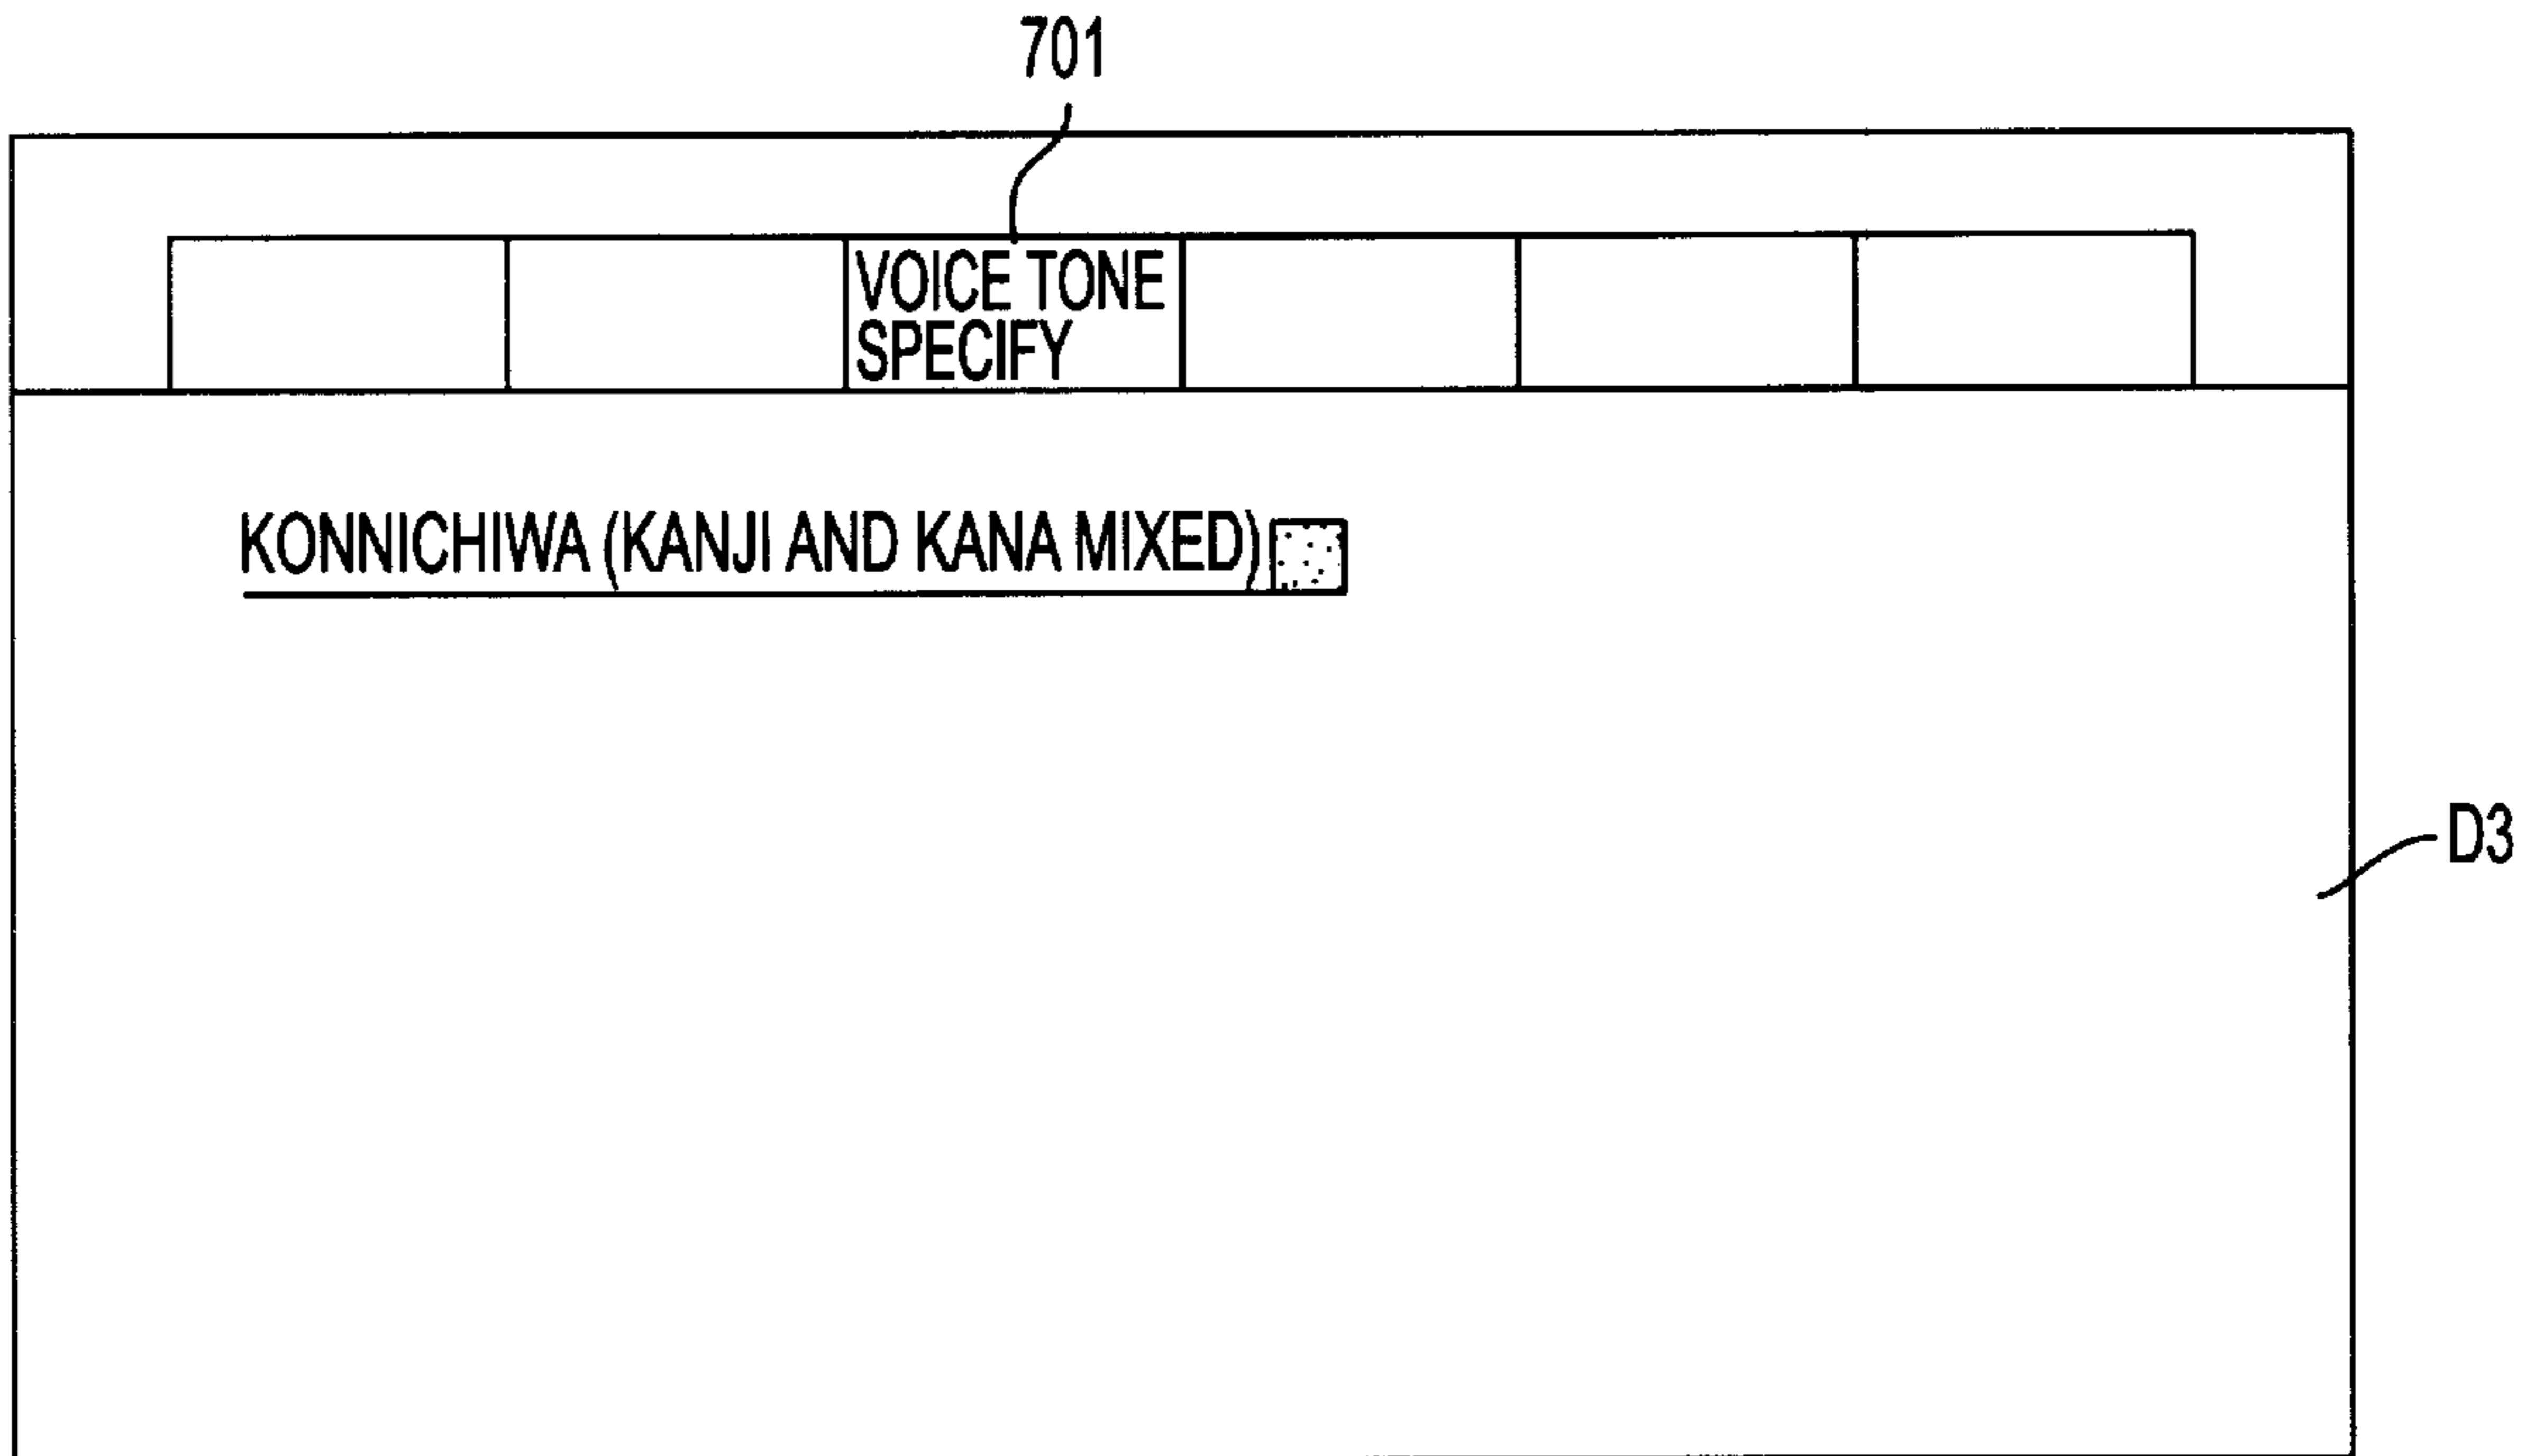 701
VOICE TONE
SPECIFY
KONNICHIWA (KANJI AND KANA MIXED)
D3